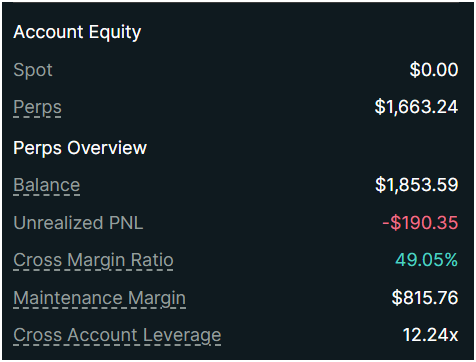 Account Equity
Spot $0.00
Perps $1,663.24
Perps Overview
Balance $1,853.59
Unrealized PNL -$190.35
Cross Margin Ratio 49.05%
Maintenance Margin $815.76
Cross Account Leverage 12.24x